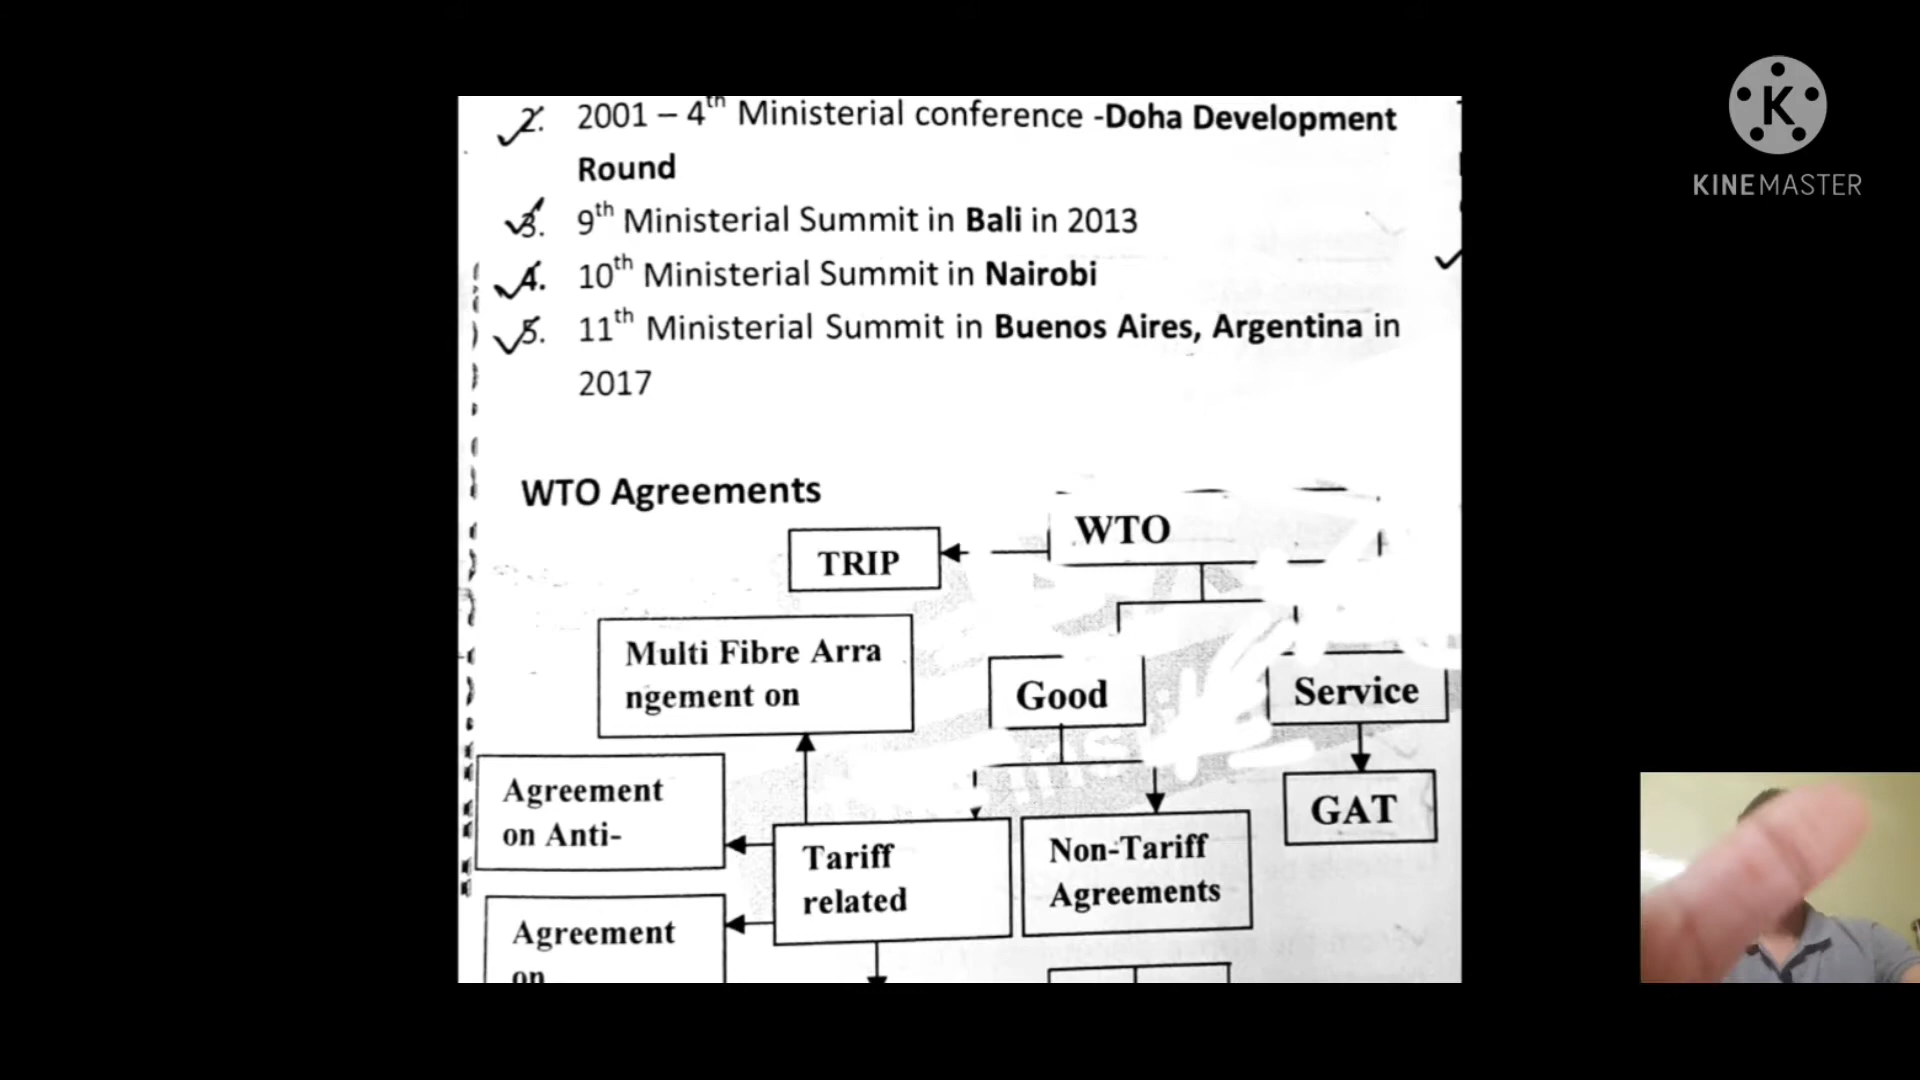 2. 2001 – 4th Ministerial conference -Doha Development
Round
3. 9th Ministerial Summit in Bali in 2013
4. 10th Ministerial Summit in Nairobi
5. 11th Ministerial Summit in Buenos Aires, Argentina in
2017
WTO Agreements
WTO
TRIP
Multi Fibre Arra
ngement on
Good
Service
Agreement
on Anti-
Tariff
related
Non-Tariff
Agreements
GAT
Agreement
on
K
KINEMASTER